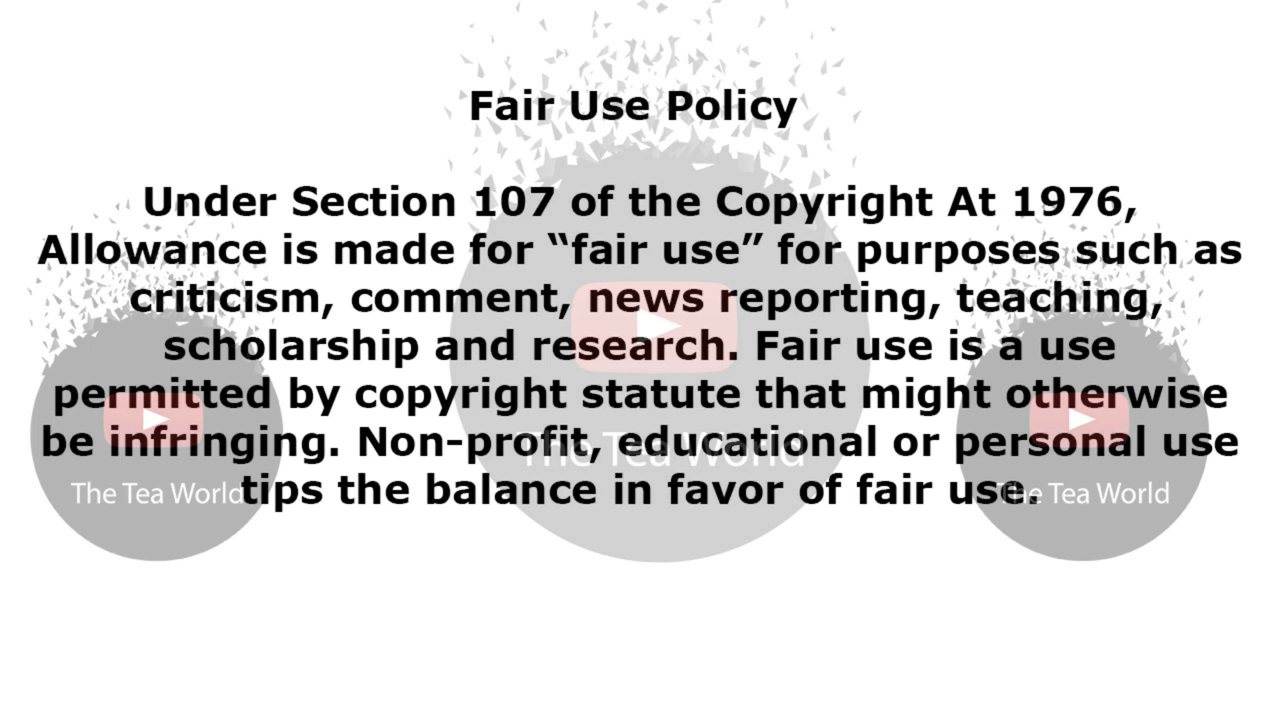 Fair Use Policy
Under Section 107 of the Copyright At 1976,
Allowance is made for “fair use” for purposes such as
criticism, comment, news reporting, teaching,
scholarship and research. Fair use is a use
permitted by copyright statute that might otherwise
be infringing. Non-profit, educational or personal use
tips the balance in favor of fair use.
The Tea World
The Tea World
The Tea World